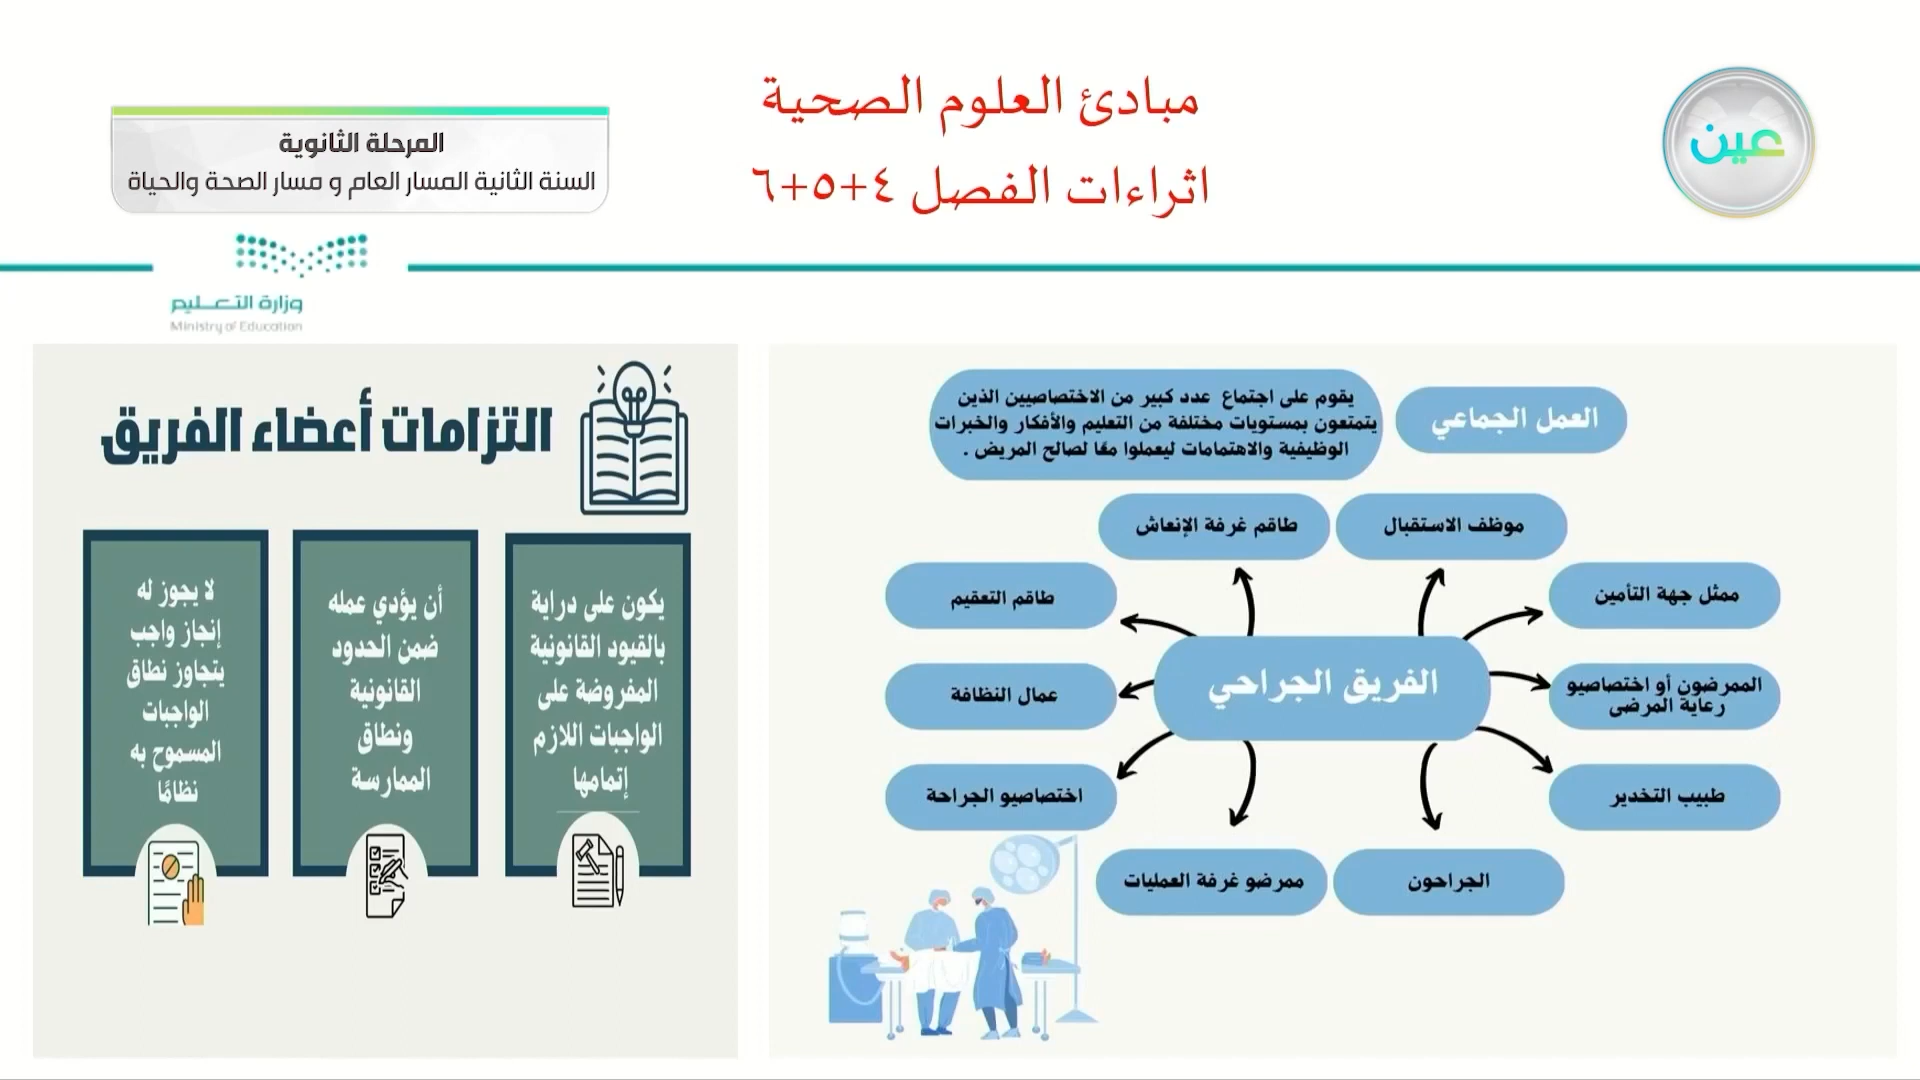 مبادئ العلوم الصحية
اثراءات الفصل ٤+٥+٦
عين
المرحلة الثانوية
السنة الثانية المسار العام و مسار الصحة والحياة
وزارة التعـــليم
Ministry of Education
العمل الجماعي
يقوم على اجتماع عدد كبير من الاختصاصيين الذين
يتمتعون بمستويات مختلفة من التعليم والأفكار والخبرات
الوظيفية والاهتمامات ليعملوا معًا لصالح المريض .
موظف الاستقبال
طاقم غرفة الإنعاش
ممثل جهة التأمين
طاقم التعقيم
الفريق الجراحي
الممرضون أو اختصاصيو
رعاية المرضى
عمال النظافة
طبيب التخدير
اختصاصيو الجراحة
الجراحون
ممرضو غرفة العمليات
التزامات أعضاء الفريق
يكون على دراية
بالقيود القانونية
المفروضة على
الواجبات اللازم
إتمامها
أن يؤدي عمله
ضمن الحدود
القانونية
ونطاق
الممارسة
لا يجوز له
إنجاز واجب
يتجاوز نطاق
الواجبات
المسموح به
نظامًا